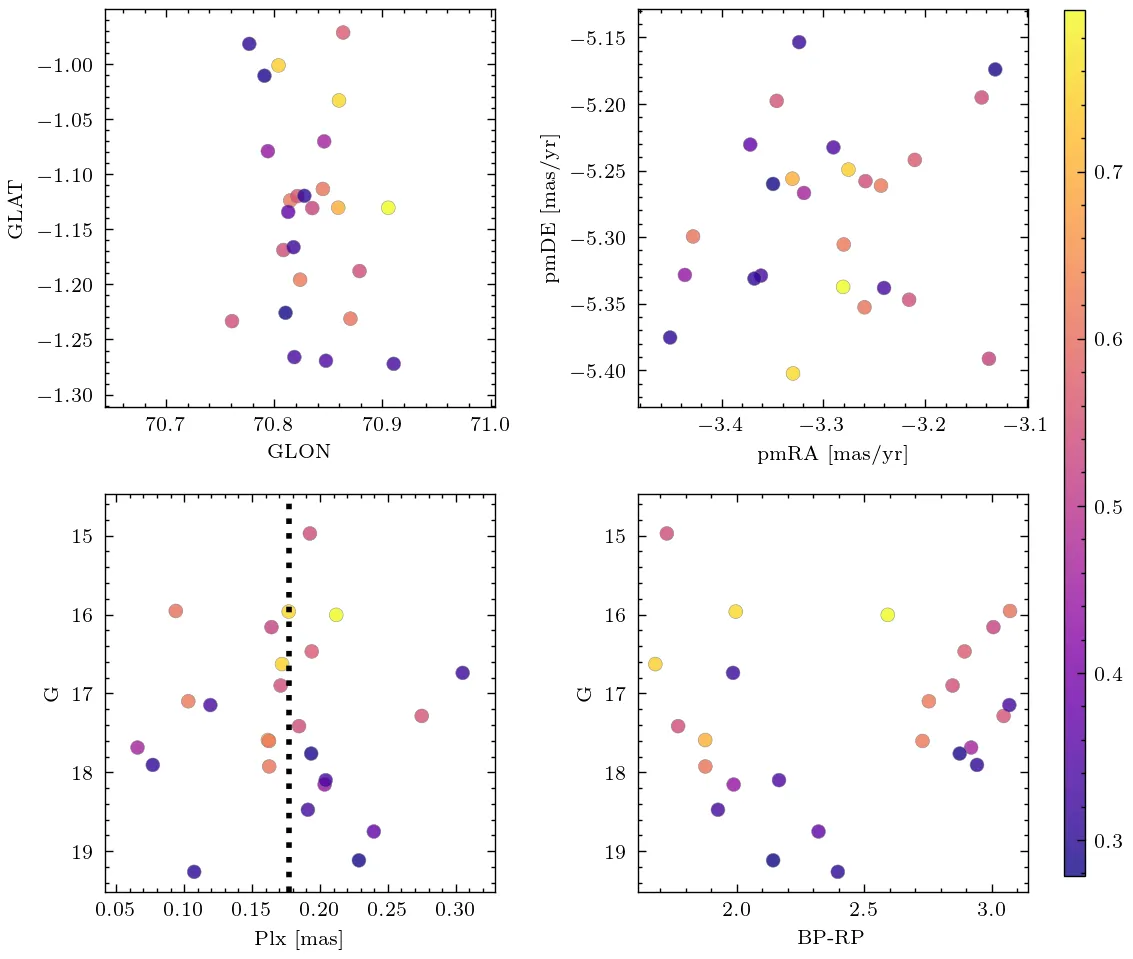 −1.00
−1.05
−1.10
−1.15
−1.20
−1.25
−1.30
GLAT
70.7 70.8 70.9 71.0
GLON
−5.15
−5.20
−5.25
−5.30
−5.35
−5.40
pmDE [mas/yr]
−3.4 −3.3 −3.2 −3.1
pmRA [mas/yr]
0.7
0.6
0.5
0.4
0.3
15
16
17
18
19
G
0.05 0.10 0.15 0.20 0.25 0.30
Plx [mas]
15
16
17
18
19
G
2.0 2.5 3.0
BP-RP